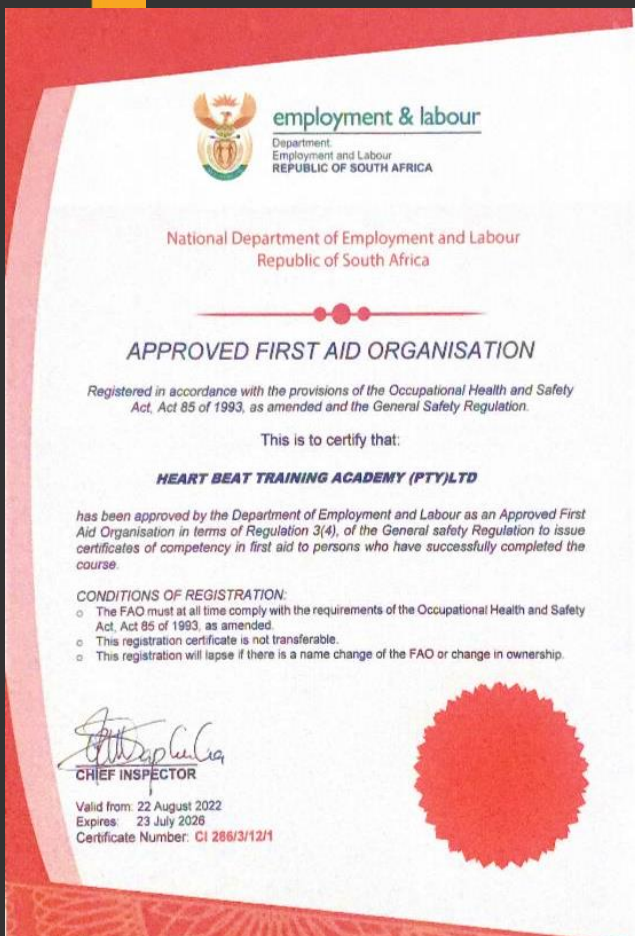 employment & labour
Department:
Employment and Labour
REPUBLIC OF SOUTH AFRICA
National Department of Employment and Labour
Republic of South Africa
APPROVED FIRST AID ORGANISATION
Registered in accordance with the provisions of the Occupational Health and Safety
Act, Act 85 of 1993, as amended and the General Safety Regulation.
This is to certify that:
HEART BEAT TRAINING ACADEMY (PTY)LTD
has been approved by the Department of Employment and Labour as an Approved First
Aid Organisation in terms of Regulation 3(4), of the General safety Regulation to issue
certificates of competency in first aid to persons who have successfully completed the
course.
CONDITIONS OF REGISTRATION:
o The FAO must at all time comply with the requirements of the Occupational Health and Safety
Act, Act 85 of 1993, as amended.
o This registration certificate is not transferable.
o This registration will lapse if there is a name change of the FAO or change in ownership.
CHIEF INSPECTOR
Valid from: 22 August 2022
Expires: 23 July 2026
Certificate Number: CI 286/3/12/1